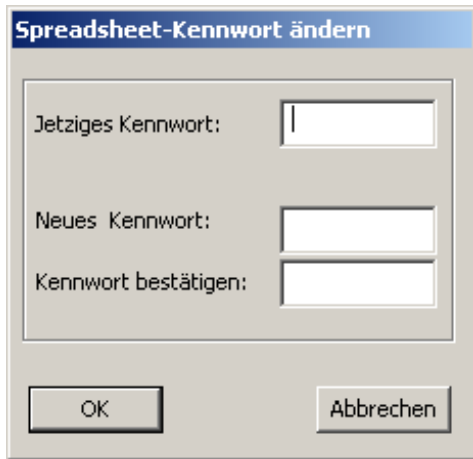 Spreadsheet-Kennwort ändern
Jetziges Kennwort:
Neues Kennwort:
Kennwort bestätigen:
OK
Abbrechen